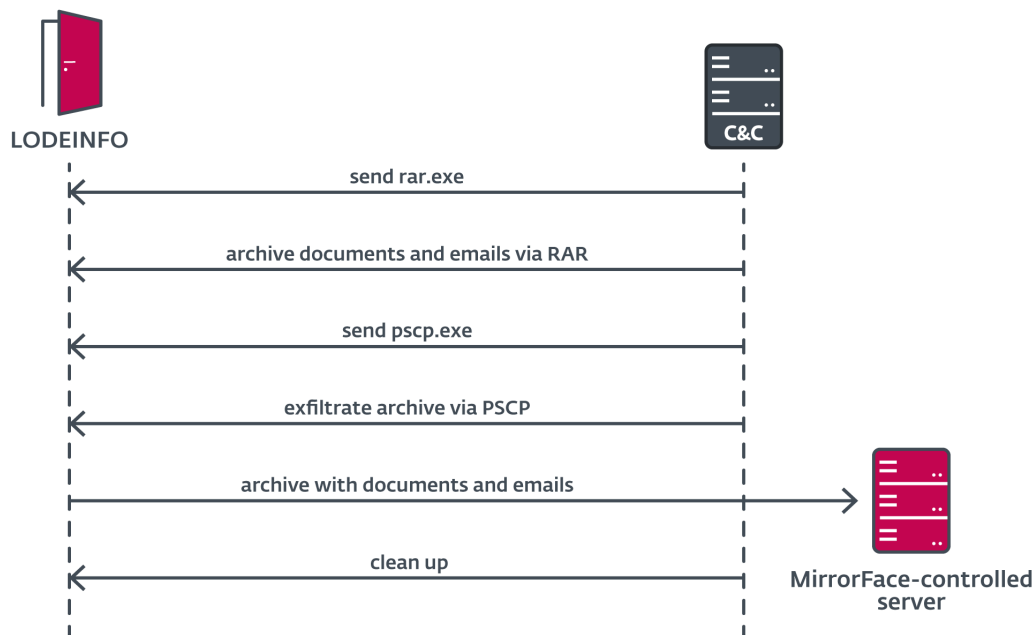 LODEINFO
C&C
send rar.exe
archive documents and emails via RAR
send pscp.exe
exfiltrate archive via PSCP
archive with documents and emails
clean up
MirrorFace-controlled
server